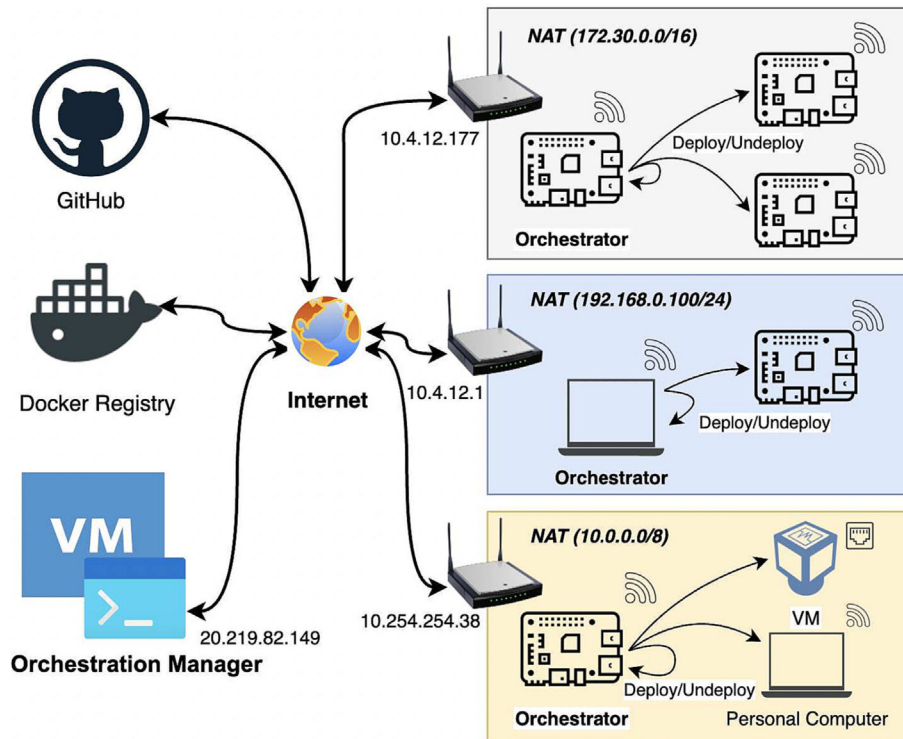 GitHub
Docker Registry
VM
>_
Orchestration Manager
20.219.82.149
Internet
10.4.12.177
10.4.12.1
10.254.254.38
NAT (172.30.0.0/16)
Deploy/Undeploy
Orchestrator
NAT (192.168.0.100/24)
Deploy/Undeploy
Orchestrator
NAT (10.0.0.0/8)
VM
Deploy/Undeploy
Orchestrator
Personal Computer